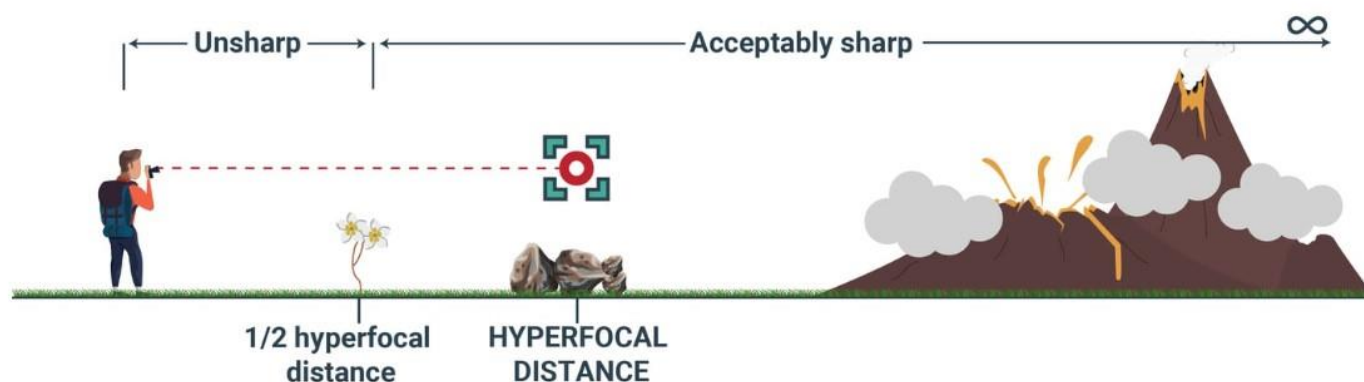 Unsharp
Acceptably sharp
∞
1/2 hyperfocal
distance
HYPERFOCAL
DISTANCE